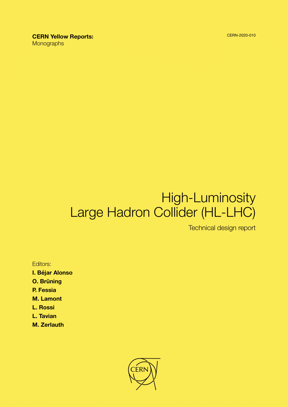 CERN Yellow Reports:
Monographs
CERN-2020-010
High-Luminosity
Large Hadron Collider (HL-LHC)
Technical design report
Editors:
I. Béjar Alonso
O. Brüning
P. Fessia
M. Lamont
L. Rossi
L. Tavian
M. Zerlauth
CERN